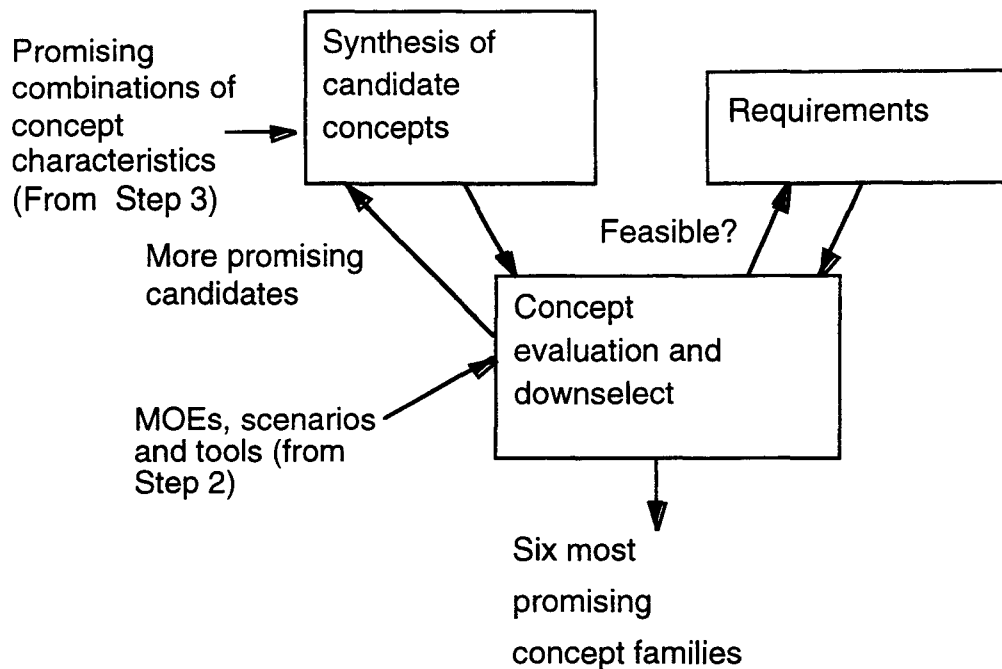 Promising
combinations of
concept
characteristics
(From Step 3)
Synthesis of
candidate
concepts
Requirements
More promising
candidates
Feasible?
Concept
evaluation and
downselect
MOEs, scenarios
and tools (from
Step 2)
Six most
promising
concept families